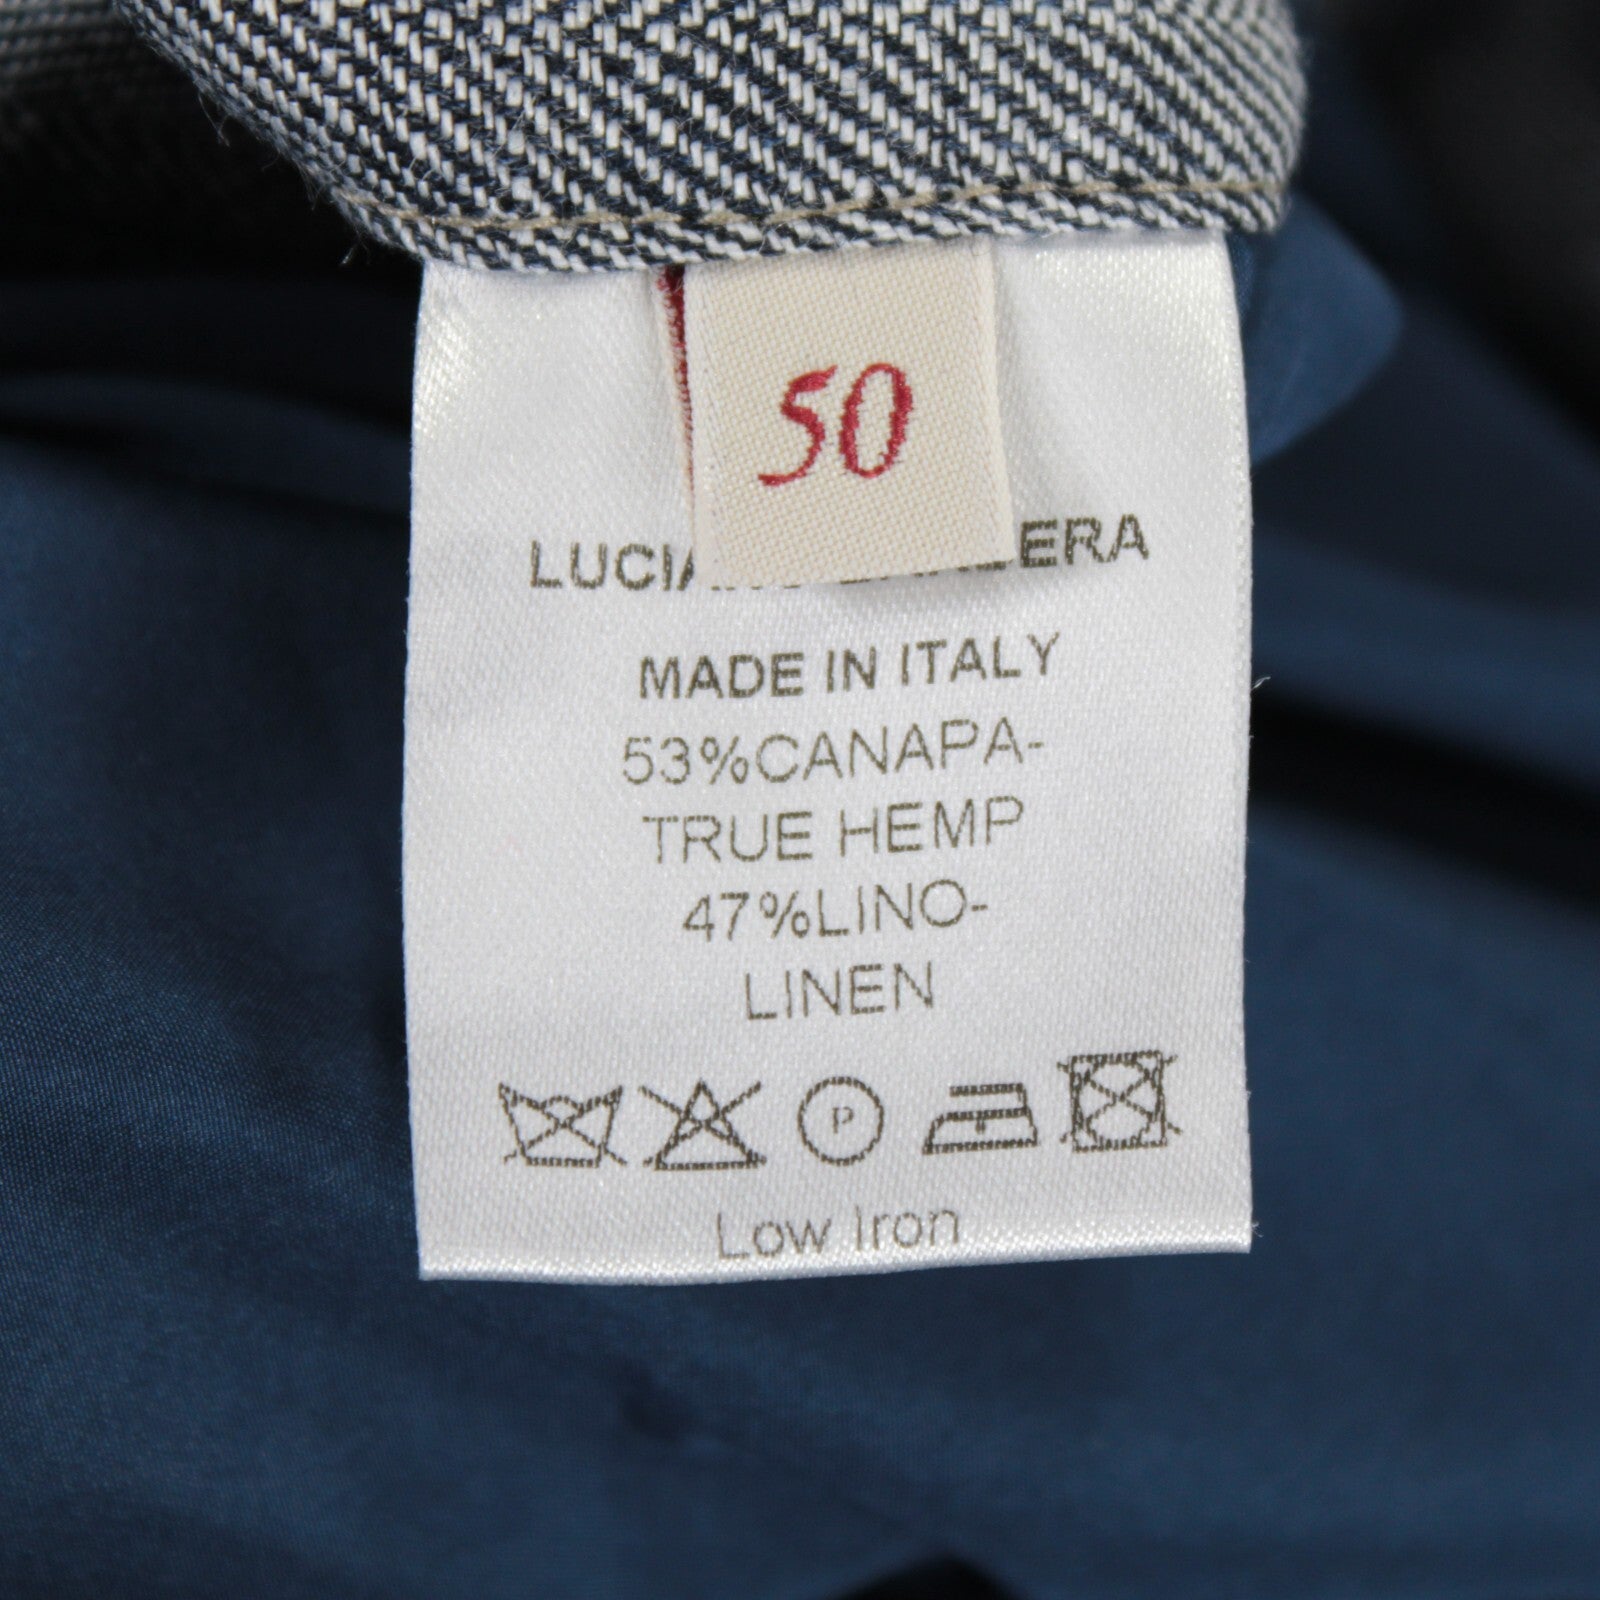 50
MADE IN ITALY
53%CANAPA-
TRUE HEMP
47%LINO-
LINEN
P
Low Iron